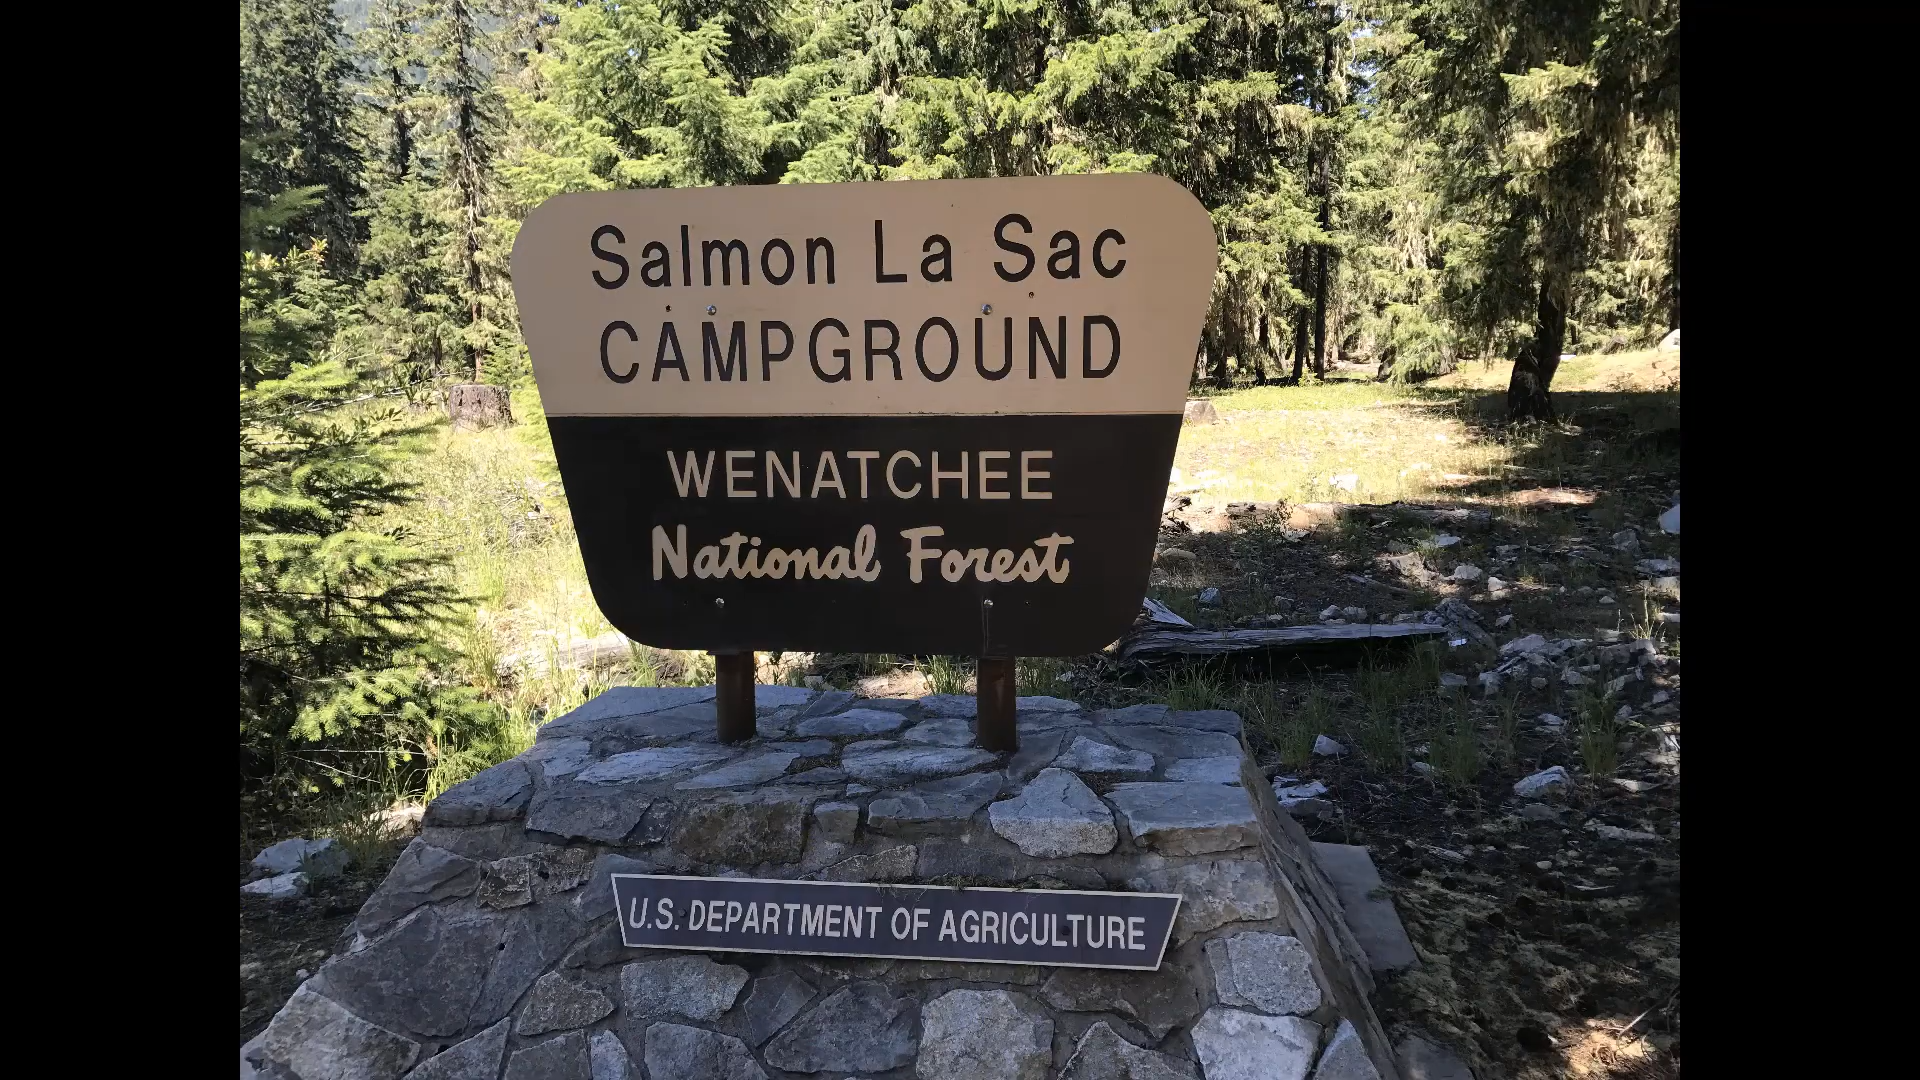 Salmon La Sac
CAMPGROUND
WENATCHEE
National Forest
U.S. DEPARTMENT OF AGRICULTURE